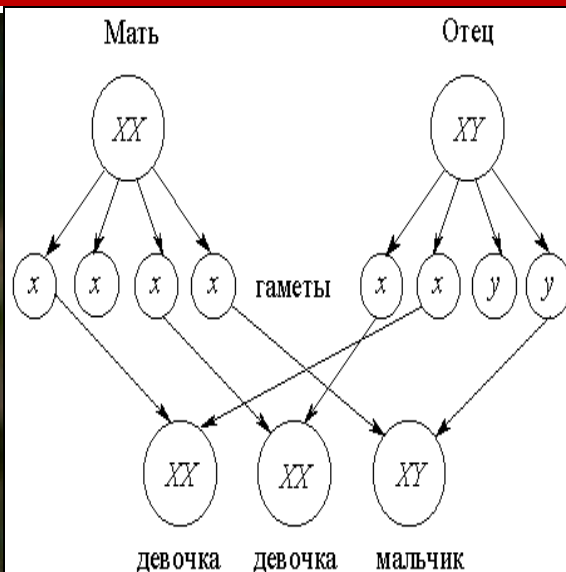 Мать Отец
XX XY
x x x x гаметы x x y y
XX XX XY
девочка девочка мальчик